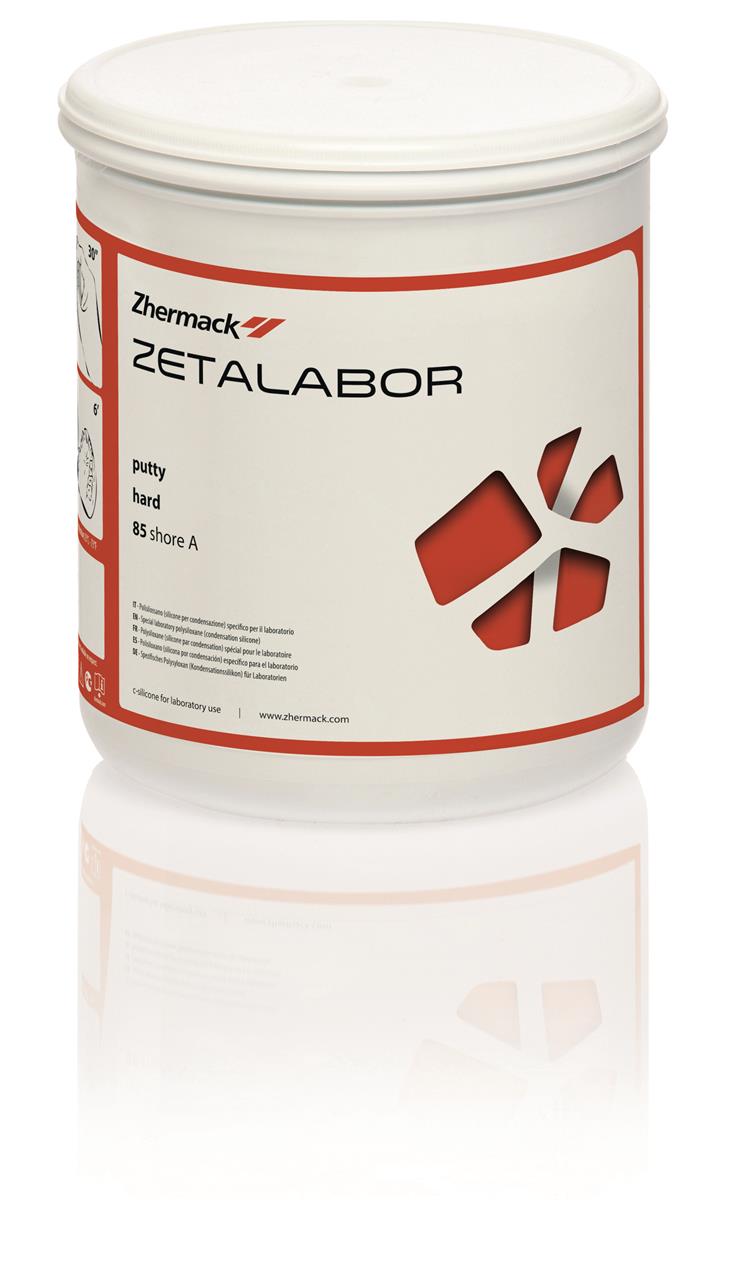 Zhermack
ZETALABOR
putty
hard
85 shore A
IT - Polisilossano (silicone per condensazione) specifico per il laboratorio
EN - Special laboratory polysiloxane (condensation silicone)
FR - Polysiloxane (silicone par condensation) spécial pour le laboratoire
ES - Polisiloxano (silicona por condensación) específico para el laboratorio
DE - Spezifisches Polysyloxan (Kondensationssilikon) für Laboratorien
c-silicone for laboratory use | www.zhermack.com
30"
6'